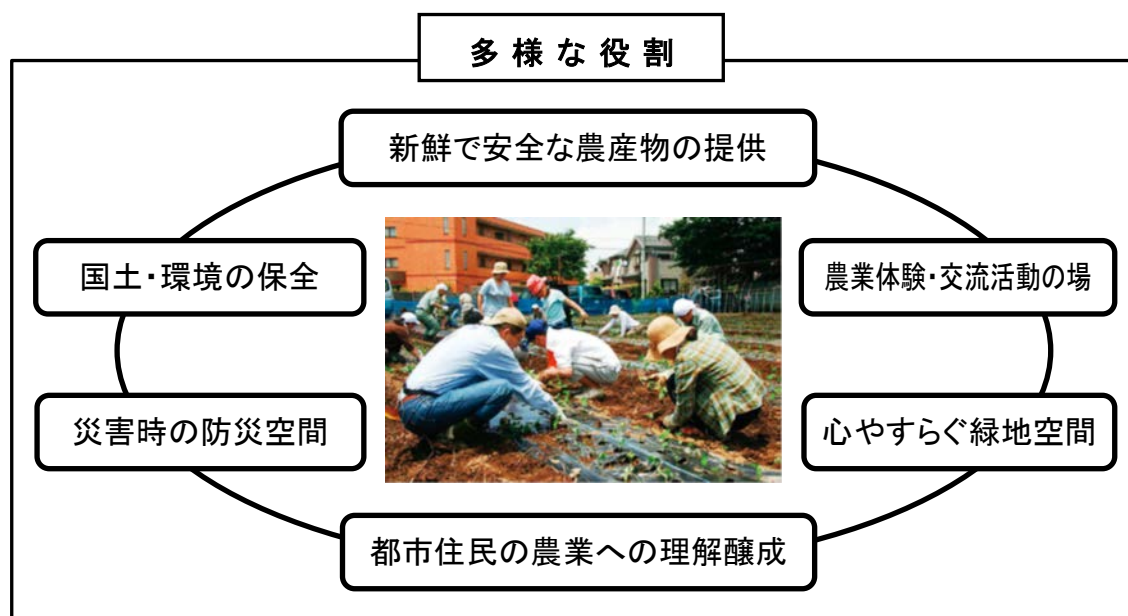 多様な役割
新鮮で安全な農産物の提供
国土・環境の保全
農業体験・交流活動の場
災害時の防災空間
心やすらぐ緑地空間
都市住民の農業への理解醸成